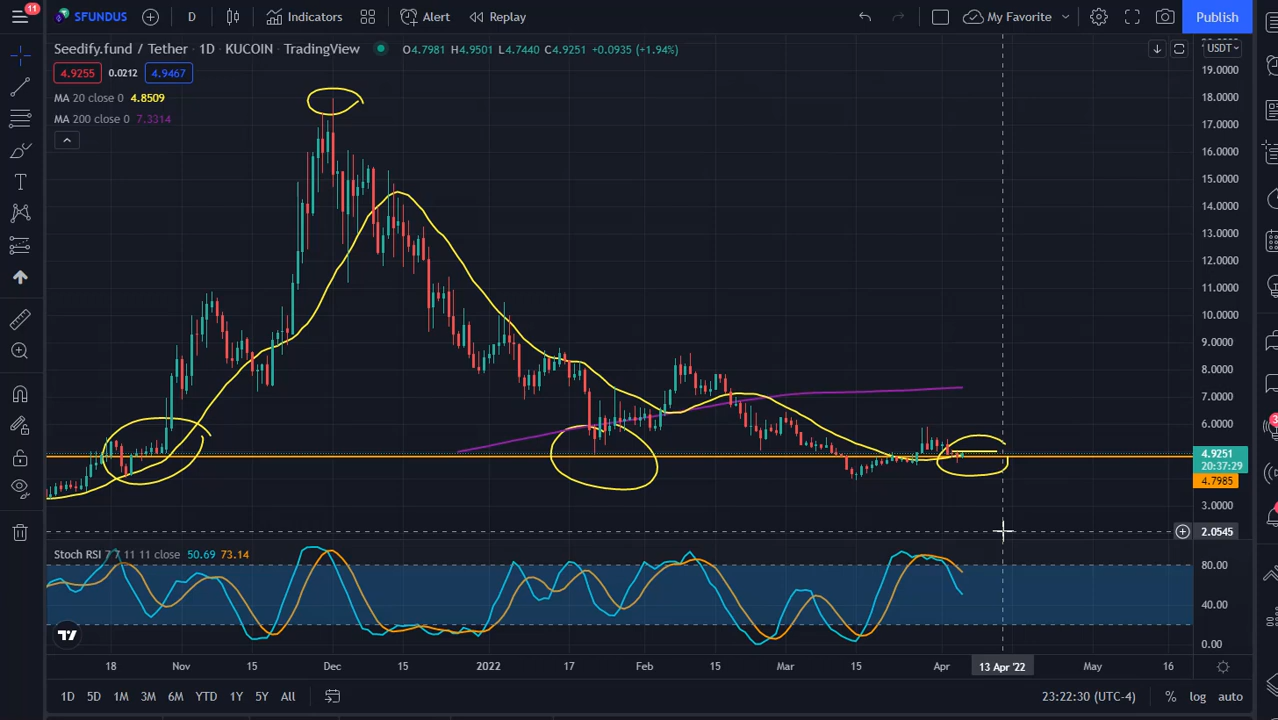 11
SFUNDUS D Indicators Alert Replay My Favorite Publish
Seedify.fund / Tether · 1D · KUCOIN · TradingView O4.7981 H4.9501 L4.7440 C4.9251 +0.0935 (+1.94%)
USDT
4.9255 0.0212 4.9467
MA 20 close 0 4.8509
MA 200 close 0 7.3314
19.0000
18.0000
17.0000
16.0000
15.0000
14.0000
13.0000
12.0000
11.0000
10.0000
9.0000
8.0000
7.0000
6.0000
4.9251
20:37:29
4.7985
3.0000
2.0545
Stoch RSI 7 7 11 11 close 50.69 73.14
80.00
40.00
0.00
18 Nov 15 Dec 15 2022 17 Feb 15 Mar 15 Apr 13 Apr '22 May 16
1D 5D 1M 3M 6M YTD 1Y 5Y All 23:22:30 (UTC-4) % log auto